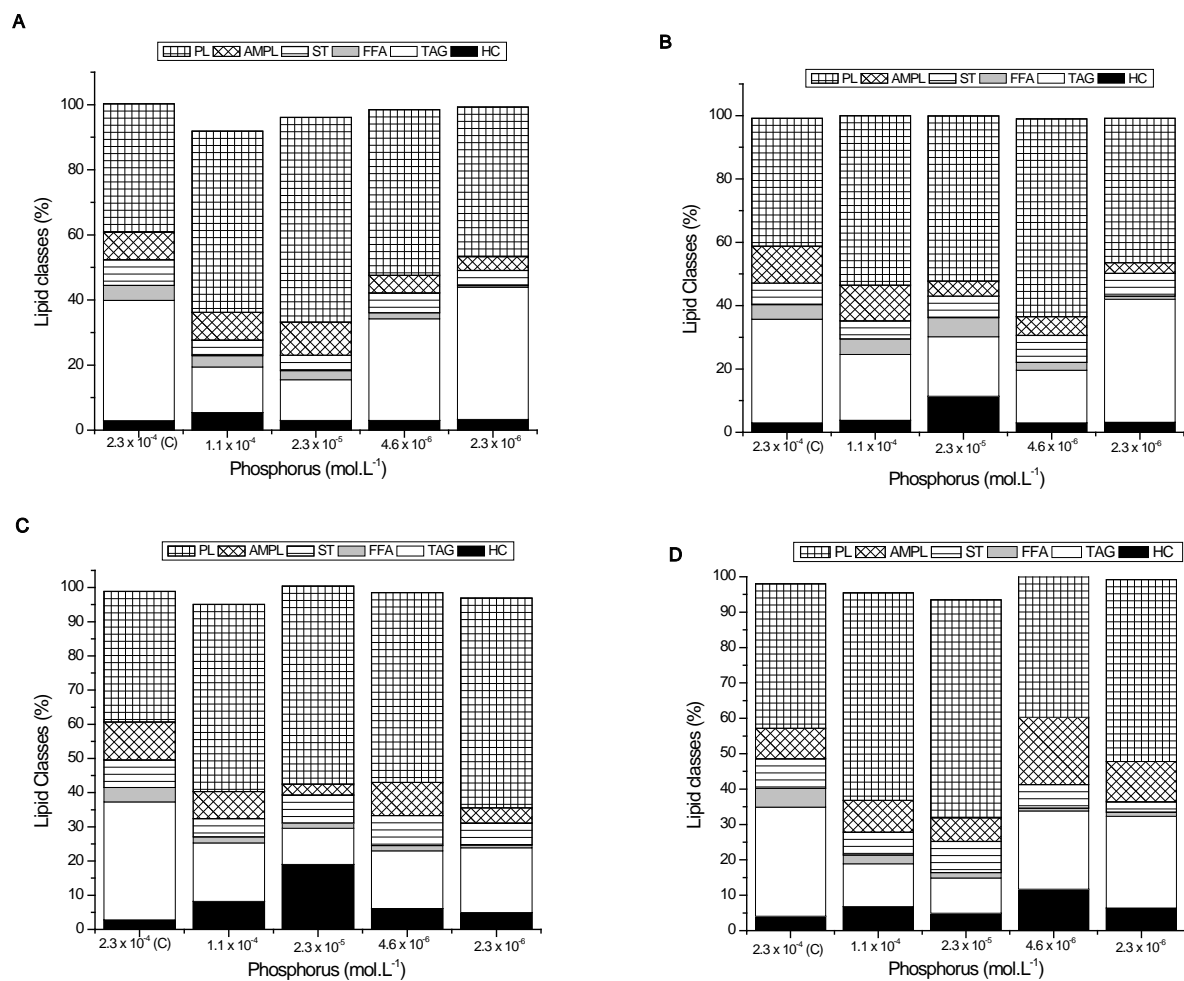 A
PL AMPL ST FFA TAG HC
100
80
60
40
20
0
Lipid classes (%)
2.3 x 10⁻⁴ (C) 1.1 x 10⁻⁴ 2.3 x 10⁻⁵ 4.6 x 10⁻⁶ 2.3 x 10⁻⁶
Phosphorus (mol.L⁻¹)
B
PL AMPL ST FFA TAG HC
100
80
60
40
20
0
Lipid Classes (%)
2.3 x 10⁻⁴ (C) 1.1 x 10⁻⁴ 2.3 x 10⁻⁵ 4.6 x 10⁻⁶ 2.3 x 10⁻⁶
Phosphorus (mol.L⁻¹)
C
PL AMPL ST FFA TAG HC
100
90
80
70
60
50
40
30
20
10
0
Lipid Classes (%)
2.3 x 10⁻⁴ (C) 1.1 x 10⁻⁴ 2.3 x 10⁻⁵ 4.6 x 10⁻⁶ 2.3 x 10⁻⁶
Phosphorus (mol.L⁻¹)
D
PL AMPL ST FFA TAG HC
100
90
80
70
60
50
40
30
20
10
0
Lipid classes (%)
2.3 x 10⁻⁴ (C) 1.1 x 10⁻⁴ 2.3 x 10⁻⁵ 4.6 x 10⁻⁶ 2.3 x 10⁻⁶
Phosphorus (mol.L⁻¹)